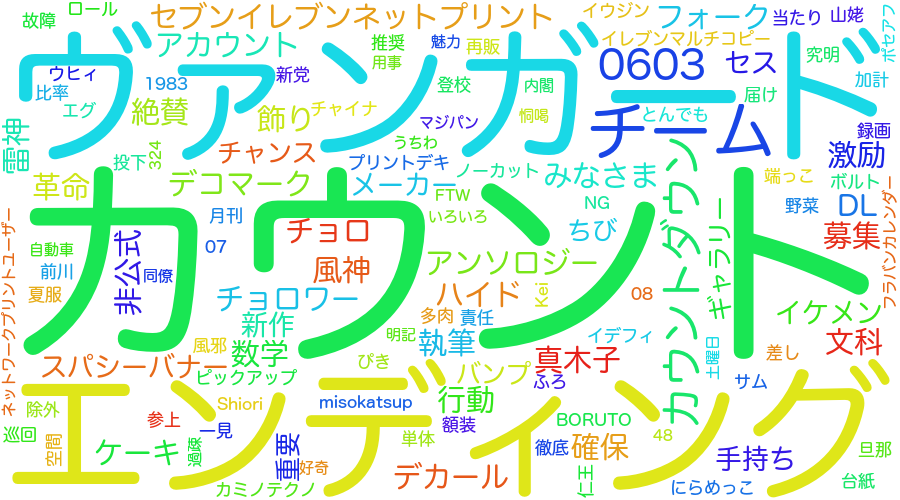 故障
ロール
セブンイレブンネットプリント
イウジン
フォーク
当たり
山姥
ポセアフ
アカウント
推奨
魅力
再販
イレブンマルチコピー
究明
用事
ヴァンガード
ウヒィ
1983
新党
0603
セス
加計
比率
登校
内閣
届け
エグ
絶賛
飾り
チャイナ
恫喝
とんでも
チーム
録画
雷神
マジパン
うちわ
激励
324
投下
チャンス
プリントデキ
ノーカット
みなさま
端っこ
ボルト
革命
デコマーク
メーカー
FTW
NG
野菜
DL
いろいろ
月刊
カウント
チョロ
ちび
カウントダウン
ギャラリー
募集
07
自動車
非公式
前川
同僚
風神
アンソロジー
フラパンカレンダー
ネットワークプリントユーザー
夏服
チョロワー
ハイド
Kei
08
イケメン
多肉
責任
新作
明記
執筆
イデフィ
文科
風邪
数学
真木子
土曜日
差し
スパシーバナー
ぴき
バンプ
ピックアップ
ふろ
サム
エンディング
除外
Shiori
misokatsup
行動
参上
BORUTO
巡回
一見
額装
空間
ケーキ
過疎
重要
単体
徹底
確保
48
旦那
好奇
デカール
手持ち
カミノテクノ
仁王
にらめっこ
台紙